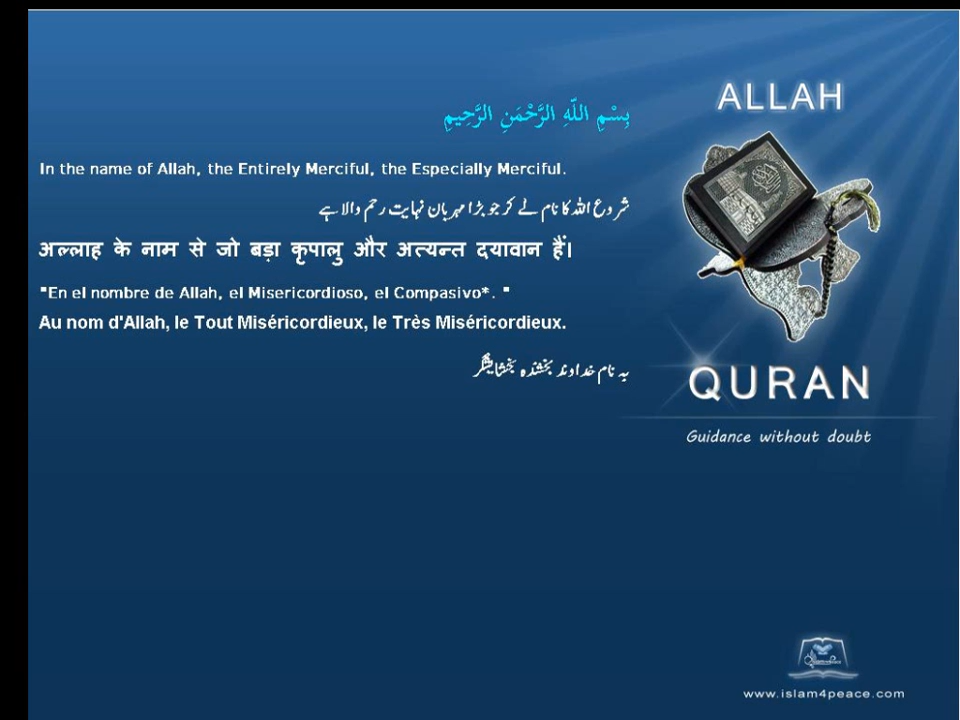 بِسْمِ اللَّهِ الرَّحْمَنِ الرَّحِيمِ
In the name of Allah, the Entirely Merciful, the Especially Merciful.
شروع الله کا نام لے کر جو بڑا مہربان نہایت رحم والا ہے
अल्लाह के नाम से जो बड़ा कृपालु और अत्यन्त दयावान हैं।
"En el nombre de Allah, el Misericordioso, el Compasivo*. "
Au nom d'Allah, le Tout Miséricordieux, le Très Miséricordieux.
به نام خداوند بخشنده بخشایشگر
ALLAH
QURAN
Guidance without doubt
www.islam4peace.com